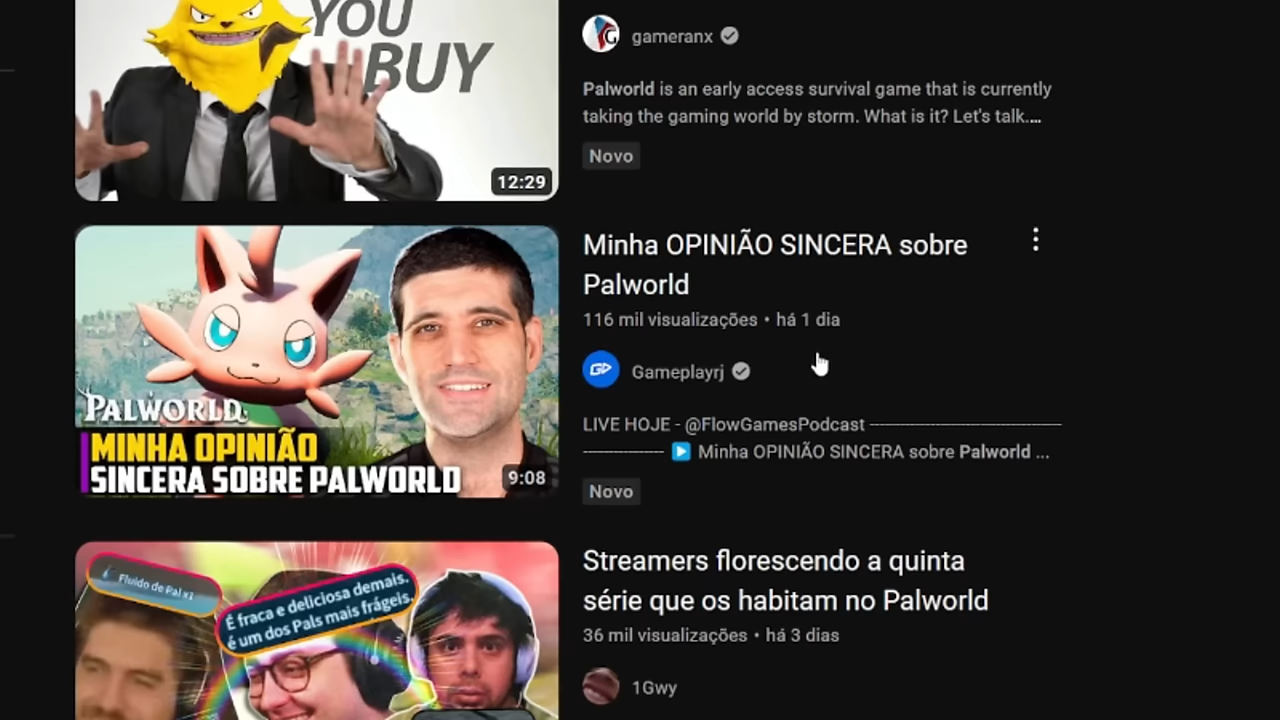 YOU
BUY
12:29
gameranx
Palworld is an early access survival game that is currently
taking the gaming world by storm. What is it? Let's talk....
Novo
PALWORLD
MINHA OPINIÃO
SINCERA SOBRE PALWORLD
9:08
Minha OPINIÃO SINCERA sobre
Palworld
116 mil visualizações • há 1 dia
Gameplayrj
LIVE HOJE - @FlowGamesPodcast ----------------------------------------
----------------- Minha OPINIÃO SINCERA sobre Palworld ...
Novo
Fluido de Pal x1
É fraca e deliciosa demais.
é um dos Pals mais frágeis.
Streamers florescendo a quinta
série que os habitam no Palworld
36 mil visualizações • há 3 dias
1Gwy